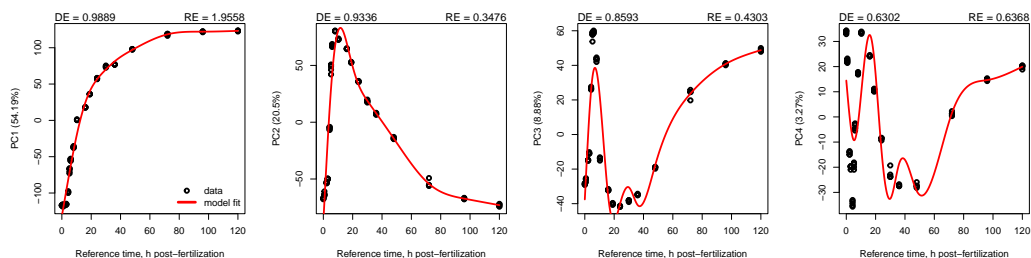 DE = 0.9889 RE = 1.9558
PC1 (54.19%)
100
50
0
−50
−100
data
model fit
0 20 40 60 80 100 120
Reference time, h post−fertilization
DE = 0.9336 RE = 0.3476
PC2 (20.5%)
50
0
−50
0 20 40 60 80 100 120
Reference time, h post−fertilization
DE = 0.8593 RE = 0.4303
PC3 (8.88%)
60
40
20
0
−20
−40
0 20 40 60 80 100 120
Reference time, h post−fertilization
DE = 0.6302 RE = 0.6368
PC4 (3.27%)
30
20
10
0
−10
−20
−30
0 20 40 60 80 100 120
Reference time, h post−fertilization